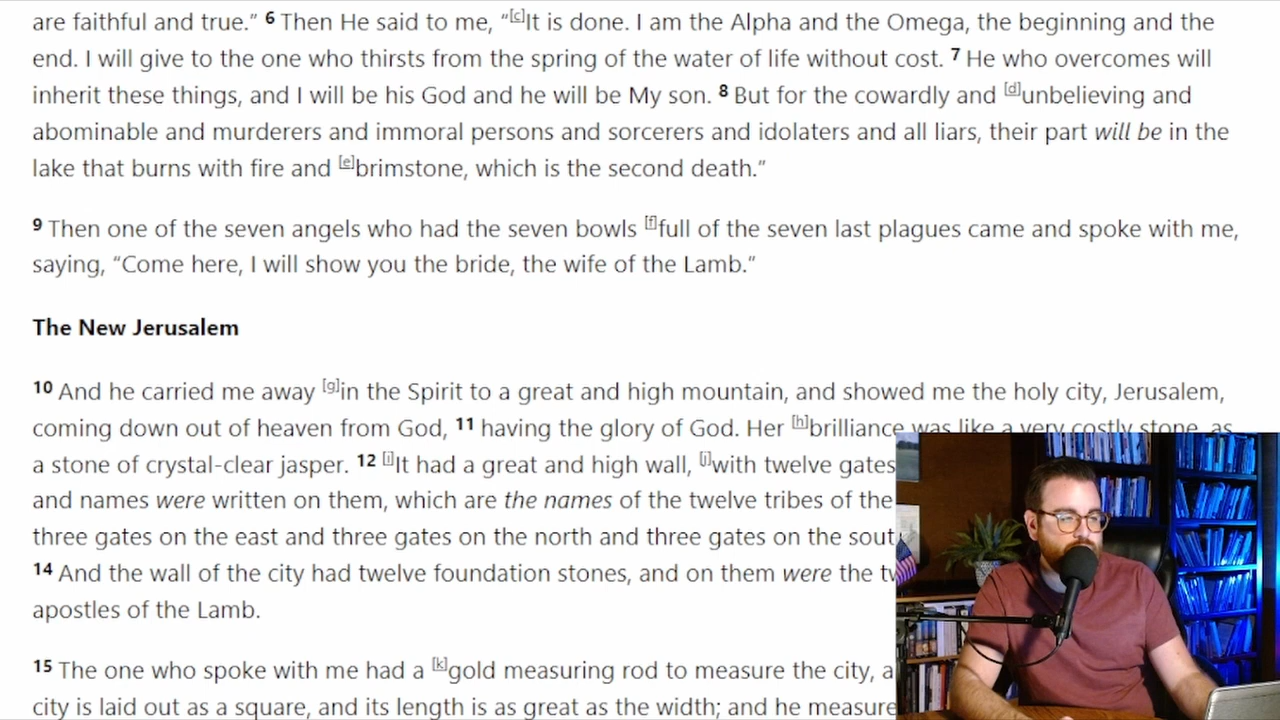 are faithful and true.” 6 Then He said to me, “[c]It is done. I am the Alpha and the Omega, the beginning and the
end. I will give to the one who thirsts from the spring of the water of life without cost. 7 He who overcomes will
inherit these things, and I will be his God and he will be My son. 8 But for the cowardly and [d]unbelieving and
abominable and murderers and immoral persons and sorcerers and idolaters and all liars, their part will be in the
lake that burns with fire and [e]brimstone, which is the second death.”
9 Then one of the seven angels who had the seven bowls [f]full of the seven last plagues came and spoke with me,
saying, “Come here, I will show you the bride, the wife of the Lamb.”
The New Jerusalem
10 And he carried me away [g]in the Spirit to a great and high mountain, and showed me the holy city, Jerusalem,
coming down out of heaven from God, 11 having the glory of God. Her [h]brilliance was like a very costly stone, as
a stone of crystal-clear jasper. 12 [i]It had a great and high wall, [j]with twelve gates
and names were written on them, which are the names of the twelve tribes of the
three gates on the east and three gates on the north and three gates on the
14 And the wall of the city had twelve foundation stones, and on them were the
apostles of the Lamb.
15 The one who spoke with me had a [k]gold measuring rod to measure the city,
city is laid out as a square, and its length is as great as the width; and he